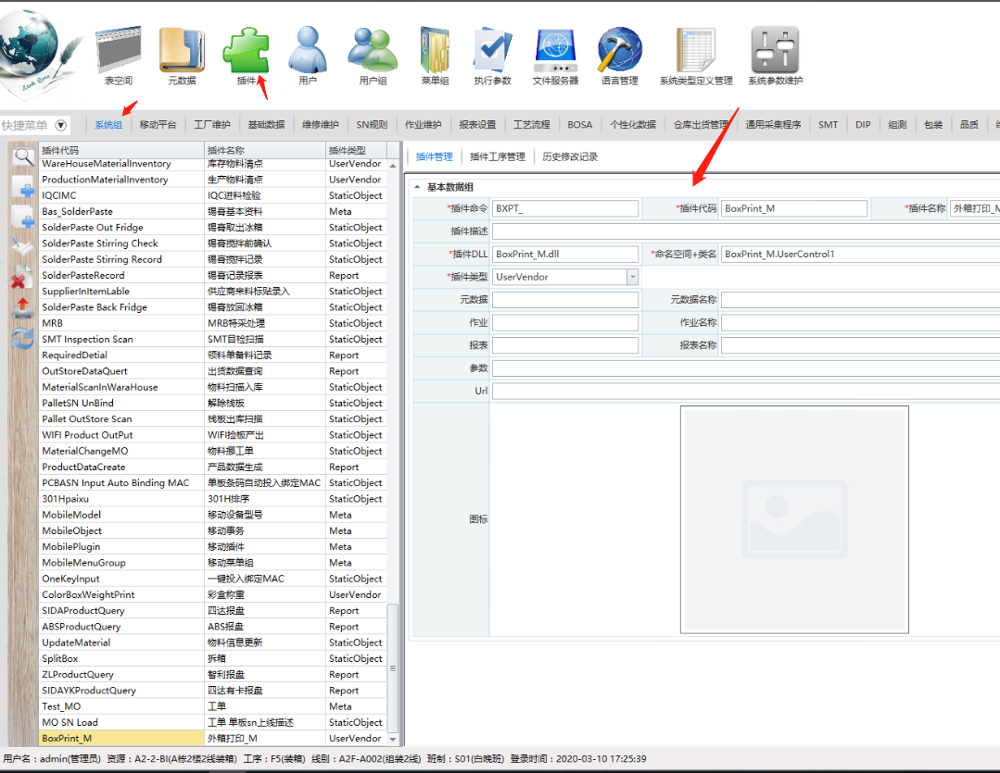 Link Core
表空间 元数据 插件 用户 用户组 菜单组 执行参数 文件服务器 语言管理 系统类型定义管理 系统参数维护
快捷菜单 系统组 移动平台 工厂维护 基础数据 维修维护 SN规则 作业维护 报表设置 工艺流程 BOSA 个性化数据 仓库出货管理 通用采集程序 SMT DIP 组测 包装 品质
插件代码 插件名称 插件类型
WareHouseMaterialInventory 库存物料清点 UserVendor
ProductionMaterialInventory 生产物料清点 UserVendor
IQCIMC IQC进料检验 StaticObject
Bas_SolderPaste 锡膏基本资料 Meta
SolderPaste Out Fridge 锡膏取出冰箱 StaticObject
SolderPaste Stirring Check 锡膏搅拌前确认 StaticObject
SolderPaste Stirring Record 锡膏搅拌记录 StaticObject
SolderPasteRecord 锡膏记录报表 Report
SupplierInItemLable 供应商来料标贴录入 StaticObject
SolderPaste Back Fridge 锡膏放回冰箱 StaticObject
MRB MRB特采处理 StaticObject
SMT Inspection Scan SMT目检扫描 StaticObject
RequiredDetial 领料单备料记录 Report
OutStoreDataQuert 出货数据查询 Report
MaterialScanInWaraHouse 物料扫描入库 StaticObject
PalletSN UnBind 解除栈板 StaticObject
Pallet OutStore Scan 栈板出库扫描 StaticObject
WIFI Product OutPut WIFI捡板产出 StaticObject
MaterialChangeMO 物料挪工单 StaticObject
ProductDataCreate 产品数据生成 Report
PCBASN Input Auto Binding MAC 单板条码自动投入绑定MAC StaticObject
301Hpaixu 301H排序 StaticObject
MobileModel 移动设备型号 Meta
MobileObject 移动事务 Meta
MobilePlugin 移动插件 Meta
MobileMenuGroup 移动菜单组 Meta
OneKeyInput 一键投入绑定MAC StaticObject
ColorBoxWeightPrint 彩盒称重 UserVendor
SIDAProductQuery 四达报盘 Report
ABSProductQuery ABS报盘 Report
UpdateMaterial 物料信息更新 StaticObject
SplitBox 拆箱 StaticObject
ZLProductQuery 智利报盘 Report
SIDAYKProductQuery 四达有卡报盘 Report
Test_MO 工单 Meta
MO SN Load 工单 单板sn上线描述 StaticObject
BoxPrint_M 外箱打印_M UserVendor
插件管理 插件工序管理 历史修改记录
基本数据组
*插件命令 BXPT_ *插件代码 BoxPrint_M *插件名称 外箱打印_M
插件描述
*插件DLL BoxPrint_M.dll *命名空间+类名 BoxPrint_M.UserControl1
*插件类型 UserVendor
元数据 元数据名称
作业 作业名称
报表 报表名称
参数
Url
图标
用户名：admin(管理员) 资源：A2-2-BI(A栋2楼2线装箱) 工序：F5(装箱) 线别：A2F-A002(组装2线) 班制：S01(白晚班) 登录时间：2020-03-10 17:25:39